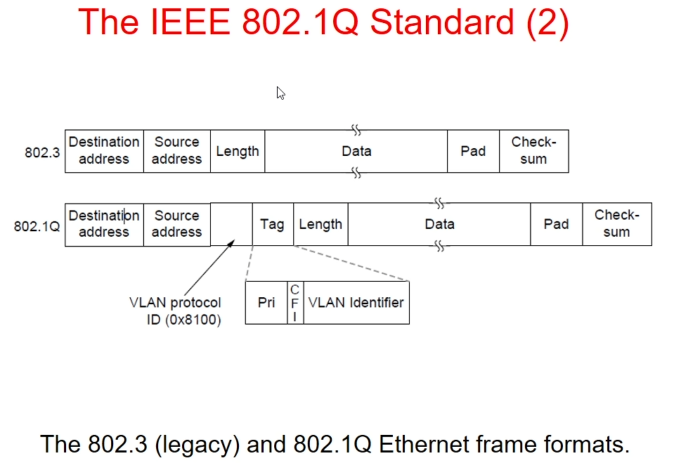 The IEEE 802.1Q Standard (2)
802.3
Destination
address
Source
address
Length
Data
Pad
Check-
sum
802.1Q
Destination
address
Source
address
Tag
Length
Data
Pad
Check-
sum
VLAN protocol
ID (0x8100)
Pri
C
F
I
VLAN Identifier
The 802.3 (legacy) and 802.1Q Ethernet frame formats.